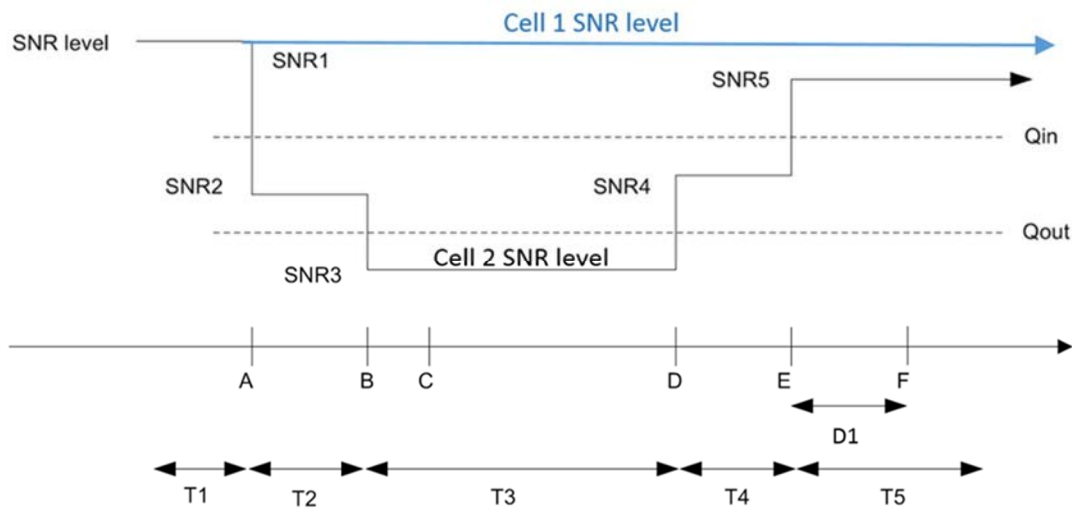 Cell 1 SNR level
SNR level
SNR1
SNR5
Qin
SNR2
SNR4
Qout
Cell 2 SNR level
SNR3
A B C D E F
D1
T1 T2 T3 T4 T5